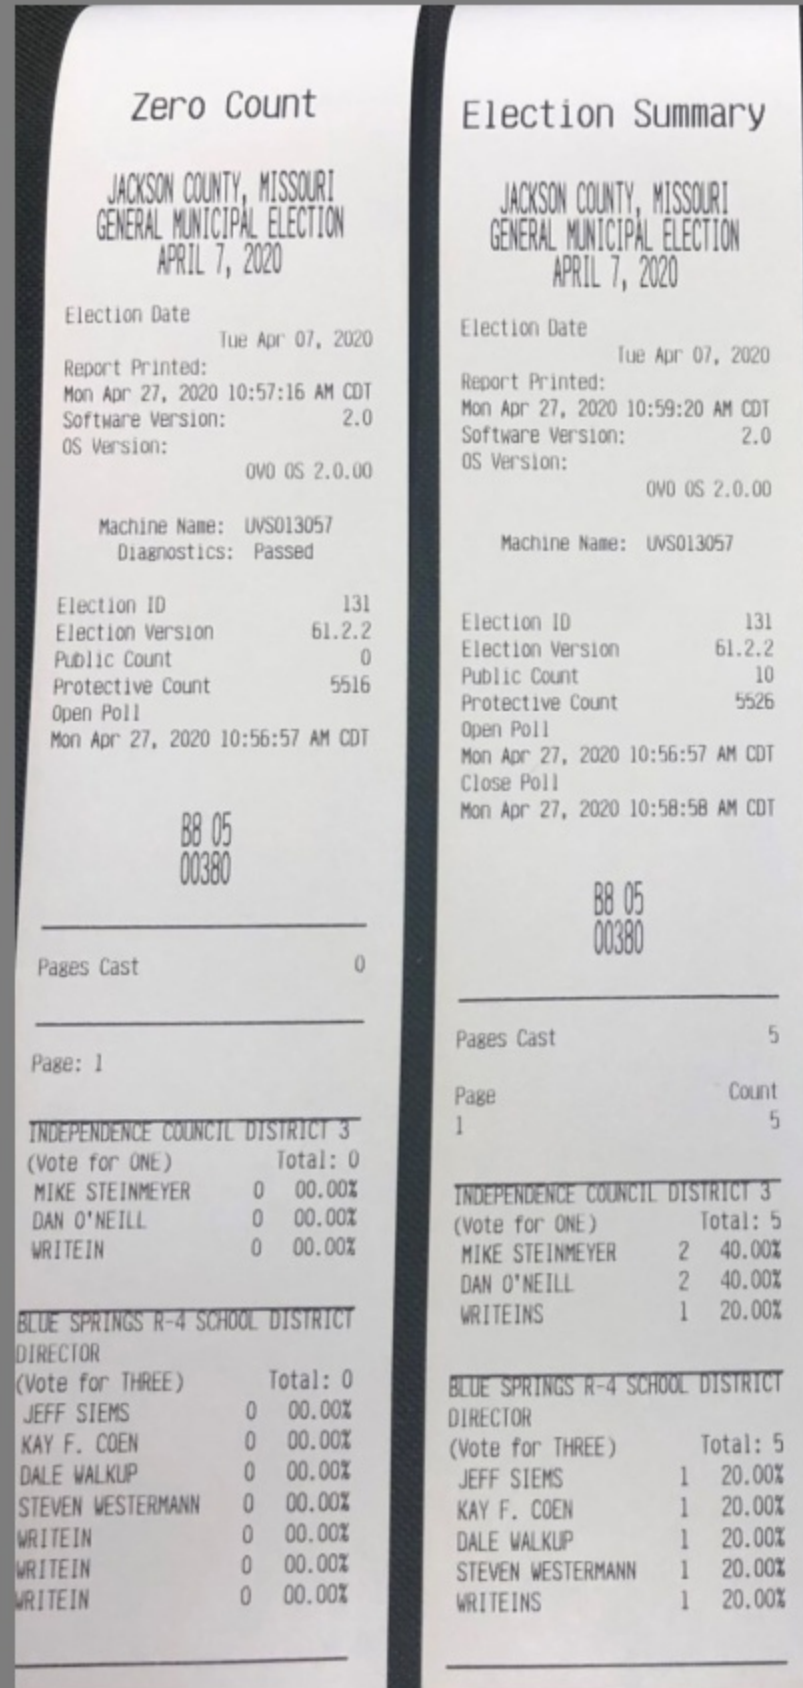 Zero Count
JACKSON COUNTY, MISSOURI
GENERAL MUNICIPAL ELECTION
APRIL 7, 2020
Election Date
Tue Apr 07, 2020
Report Printed:
Mon Apr 27, 2020 10:57:16 AM CDT
Software Version: 2.0
OS Version:
OVO OS 2.0.00
Machine Name: UVS013057
Diagnostics: Passed
Election ID 131
Election Version 61.2.2
Public Count 0
Protective Count 5516
Open Poll
Mon Apr 27, 2020 10:56:57 AM CDT
B8 05
00380
Pages Cast 0
Page: 1
INDEPENDENCE COUNCIL DISTRICT 3
(Vote for ONE) Total: 0
MIKE STEINMEYER 0 00.00%
DAN O'NEILL 0 00.00%
WRITEIN 0 00.00%
BLUE SPRINGS R-4 SCHOOL DISTRICT
DIRECTOR
(Vote for THREE) Total: 0
JEFF SIEMS 0 00.00%
KAY F. COEN 0 00.00%
DALE WALKUP 0 00.00%
STEVEN WESTERMANN 0 00.00%
WRITEIN 0 00.00%
WRITEIN 0 00.00%
WRITEIN 0 00.00%
Election Summary
JACKSON COUNTY, MISSOURI
GENERAL MUNICIPAL ELECTION
APRIL 7, 2020
Election Date
Tue Apr 07, 2020
Report Printed:
Mon Apr 27, 2020 10:59:20 AM CDT
Software Version: 2.0
OS Version:
OVO OS 2.0.00
Machine Name: UVS013057
Election ID 131
Election Version 61.2.2
Public Count 10
Protective Count 5526
Open Poll
Mon Apr 27, 2020 10:56:57 AM CDT
Close Poll
Mon Apr 27, 2020 10:58:58 AM CDT
B8 05
00380
Pages Cast 5
Page Count
1 5
INDEPENDENCE COUNCIL DISTRICT 3
(Vote for ONE) Total: 5
MIKE STEINMEYER 2 40.00%
DAN O'NEILL 2 40.00%
WRITEINS 1 20.00%
BLUE SPRINGS R-4 SCHOOL DISTRICT
DIRECTOR
(Vote for THREE) Total: 5
JEFF SIEMS 1 20.00%
KAY F. COEN 1 20.00%
DALE WALKUP 1 20.00%
STEVEN WESTERMANN 1 20.00%
WRITEINS 1 20.00%